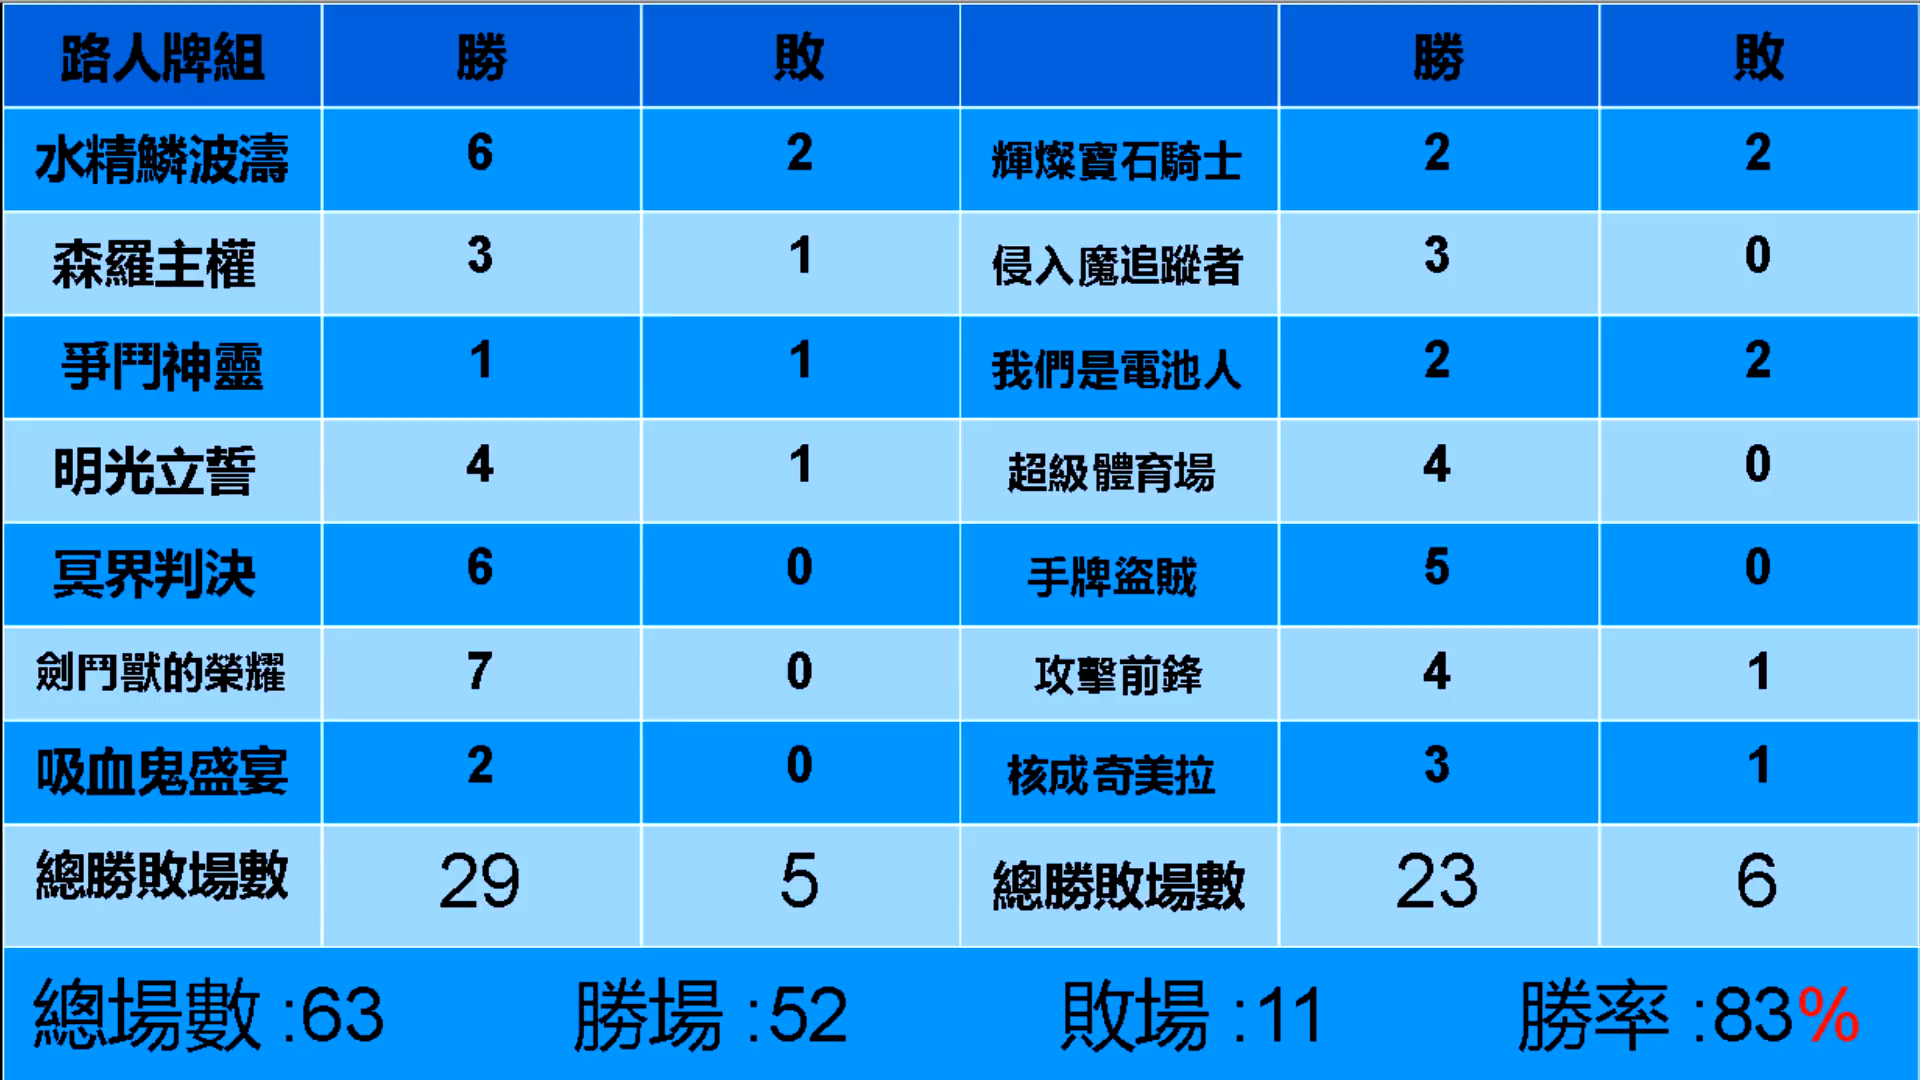 路人牌組 勝 敗 勝 敗
水精鱗波濤 6 2 輝燦寶石騎士 2 2
森羅主權 3 1 侵入魔追蹤者 3 0
爭鬥神靈 1 1 我們是電池人 2 2
明光立誓 4 1 超級體育場 4 0
冥界判決 6 0 手牌盜賊 5 0
劍鬥獸的榮耀 7 0 攻擊前鋒 4 1
吸血鬼盛宴 2 0 核成奇美拉 3 1
總勝敗場數 29 5 總勝敗場數 23 6
總場數:63 勝場:52 敗場:11 勝率:83%